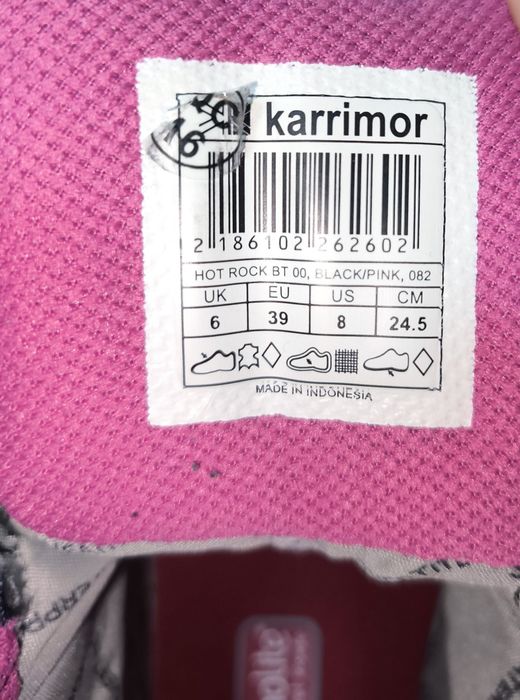 karrimor
2 186102 262602
HOT ROCK BT 00, BLACK/PINK, 082
UK EU US CM
6 39 8 24.5
MADE IN INDONESIA